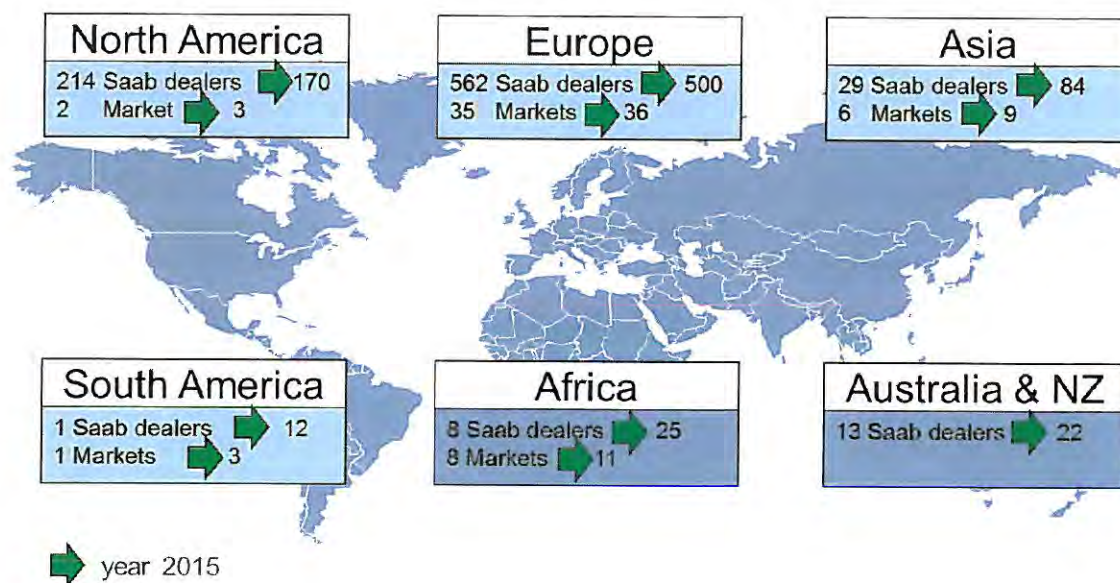 North America
214 Saab dealers 170
2 Market 3
Europe
562 Saab dealers 500
35 Markets 36
Asia
29 Saab dealers 84
6 Markets 9
South America
1 Saab dealers 12
1 Markets 3
Africa
8 Saab dealers 25
8 Markets 11
Australia & NZ
13 Saab dealers 22
year 2015